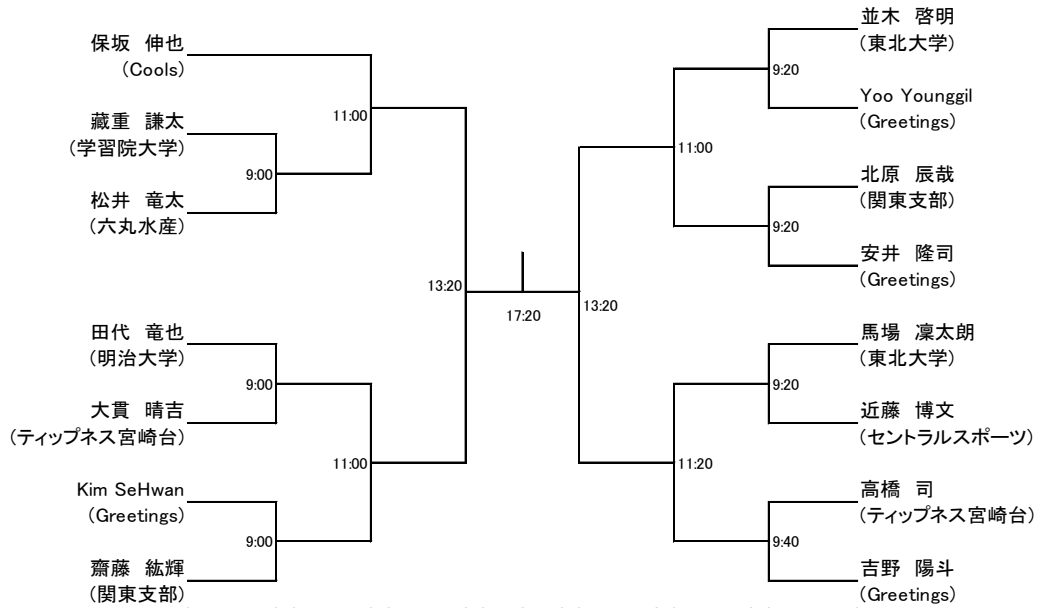 保坂 伸也
(Cools)
藏重 謙太
(学習院大学)
松井 竜太
(六丸水産)
田代 竜也
(明治大学)
大貫 晴吉
(ティップネス宮崎台)
Kim SeHwan
(Greetings)
齋藤 紘輝
(関東支部)
9:00
9:00
9:00
11:00
11:00
13:20
17:20
13:20
11:00
11:20
9:20
9:20
9:20
9:40
並木 啓明
(東北大学)
Yoo Younggil
(Greetings)
北原 辰哉
(関東支部)
安井 隆司
(Greetings)
馬場 凜太朗
(東北大学)
近藤 博文
(セントラルスポーツ)
高橋 司
(ティップネス宮崎台)
吉野 陽斗
(Greetings)